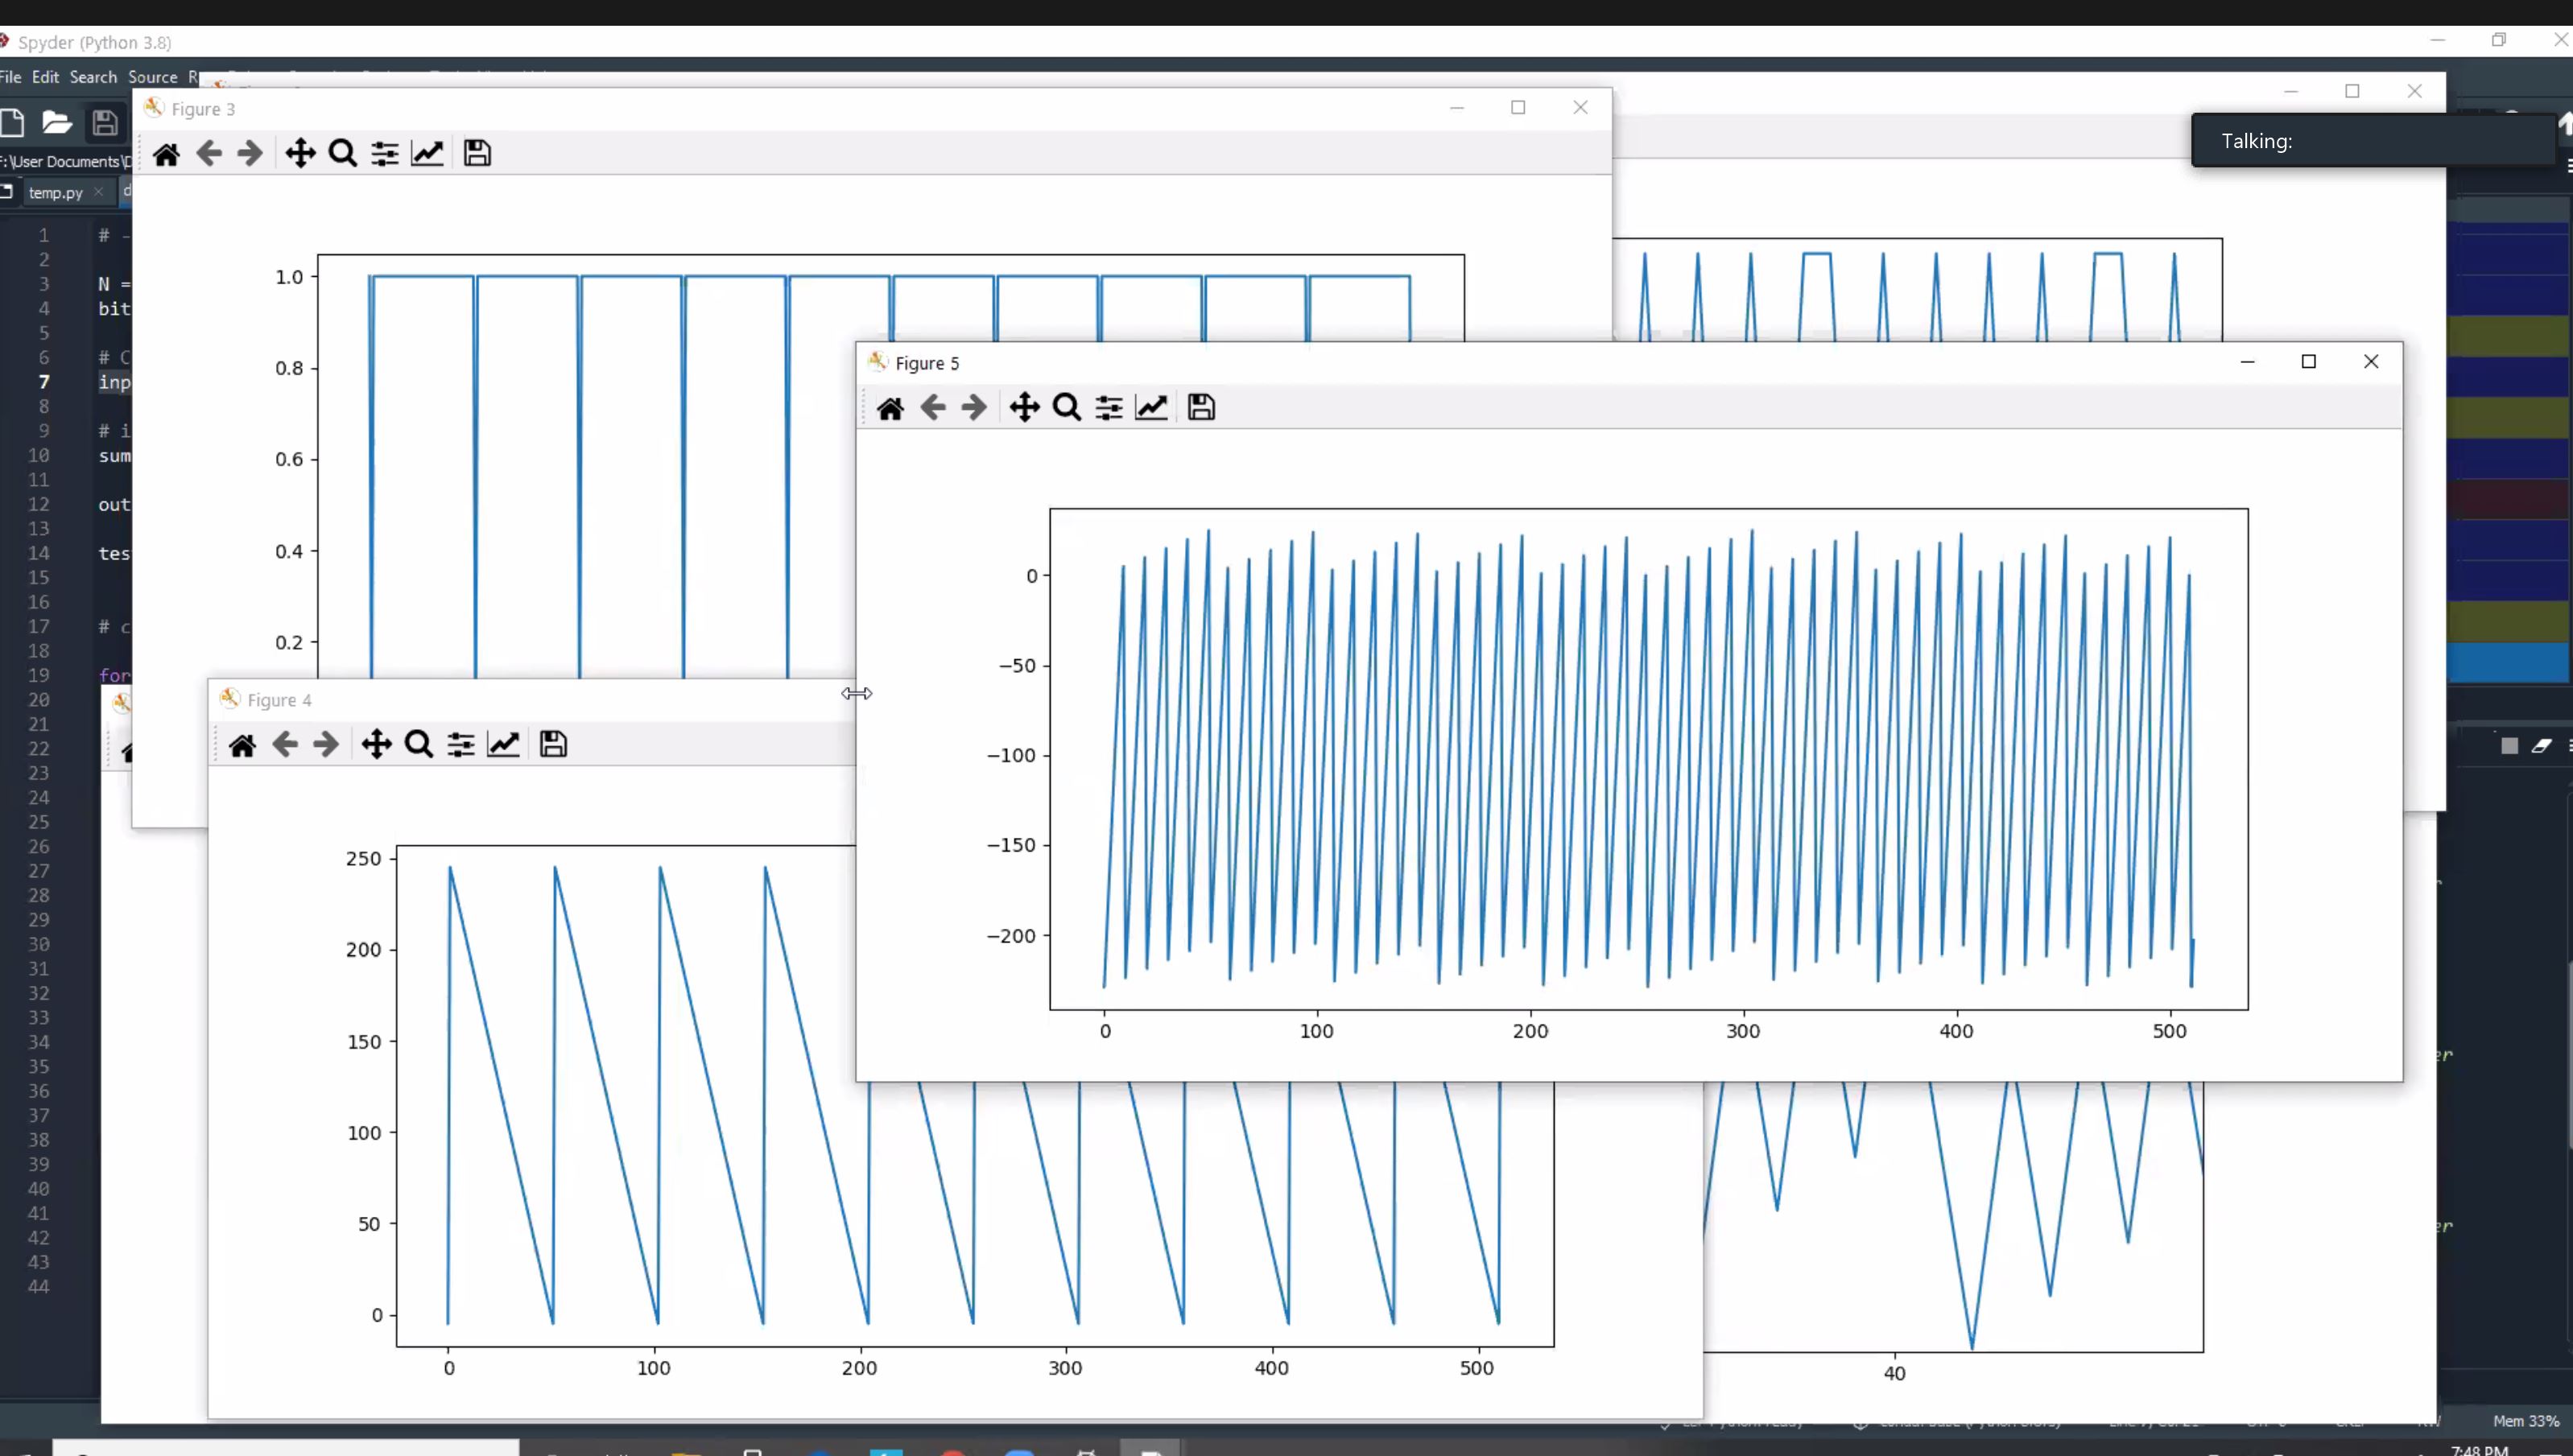 Spyder (Python 3.8)
File Edit Search Source
Figure 3
Talking:
F:\User Documents\D
temp.py
1 # -
2
3 N =
4 bit
5
6 # C
7 inp
8
9 # i
10 sum
11
12 out
13
14 tes
15
16
17 # c
18
19 for
20
21
22
23
24
25
26
27
28
29
30
31
32
33
34
35
36
37
38
39
40
41
42
43
44
1.0
0.8
0.6
0.4
0.2
Figure 5
0
−50
−100
−150
−200
0 100 200 300 400 500
Figure 4
250
200
150
100
50
0
0 100 200 300 400 500
40
er
er
Mem 33%
7:48 PM